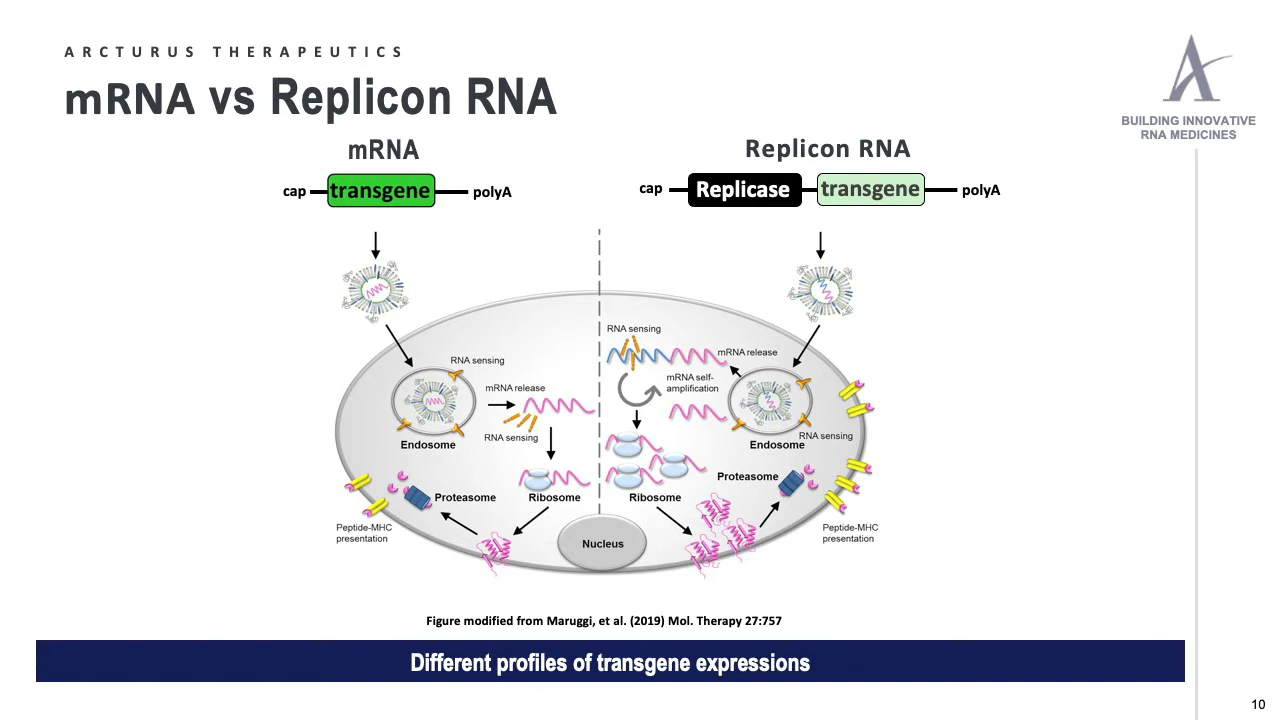 ARCTURUS THERAPEUTICS
mRNA vs Replicon RNA
BUILDING INNOVATIVE
RNA MEDICINES
mRNA
cap transgene polyA
Replicon RNA
cap Replicase transgene polyA
RNA sensing
mRNA release
RNA sensing
Endosome
Proteasome
Ribosome
Peptide-MHC
presentation
RNA sensing
mRNA release
mRNA self-
amplification
RNA sensing
Endosome
Proteasome
Ribosome
Peptide-MHC
presentation
Nucleus
Figure modified from Maruggi, et al. (2019) Mol. Therapy 27:757
Different profiles of transgene expressions
10